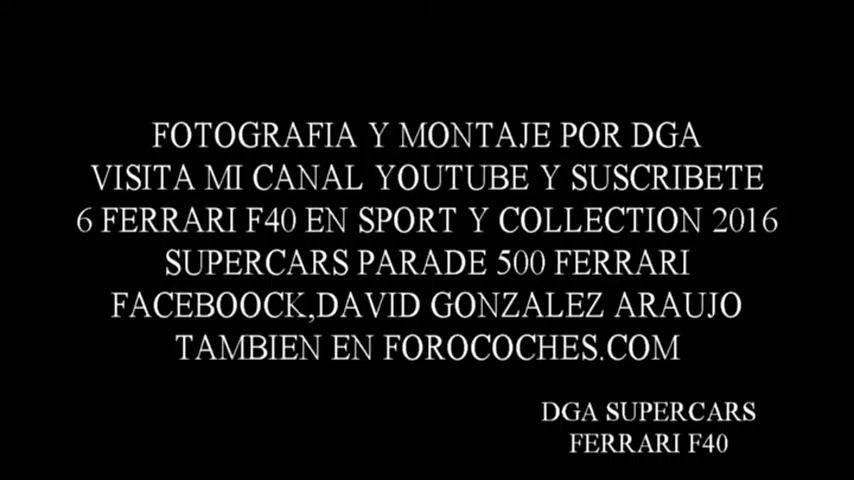 FOTOGRAFIA Y MONTAJE POR DGA
VISITA MI CANAL YOUTUBE Y SUSCRIBETE
6 FERRARI F40 EN SPORT Y COLLECTION 2016
SUPERCARS PARADE 500 FERRARI
FACEBOOCK,DAVID GONZALEZ ARAUJO
TAMBIEN EN FOROCOCHES.COM
DGA SUPERCARS
FERRARI F40